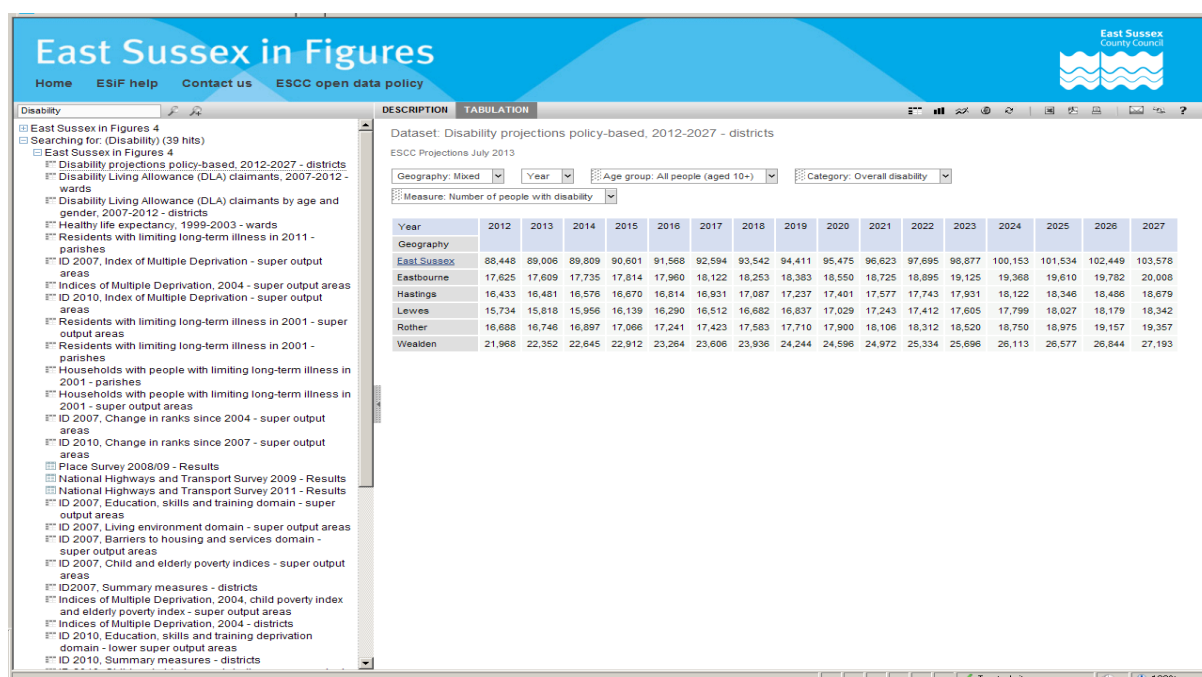 East Sussex in Figures
East Sussex
County Council
Home ESiF help Contact us ESCC open data policy
Disability
DESCRIPTION TABULATION
East Sussex in Figures 4
Searching for: (Disability) (39 hits)
East Sussex in Figures 4
Disability projections policy-based, 2012-2027 - districts
Disability Living Allowance (DLA) claimants, 2007-2012 -
wards
Disability Living Allowance (DLA) claimants by age and
gender, 2007-2012 - districts
Healthy life expectancy, 1999-2003 - wards
Residents with limiting long-term illness in 2011 -
parishes
ID 2007, Index of Multiple Deprivation - super output
areas
Indices of Multiple Deprivation, 2004 - super output areas
ID 2010, Index of Multiple Deprivation - super output
areas
Residents with limiting long-term illness in 2001 - super
output areas
Residents with limiting long-term illness in 2001 -
parishes
Households with people with limiting long-term illness in
2001 - parishes
Households with people with limiting long-term illness in
2001 - super output areas
ID 2007, Change in ranks since 2004 - super output
areas
ID 2010, Change in ranks since 2007 - super output
areas
Place Survey 2008/09 - Results
National Highways and Transport Survey 2009 - Results
National Highways and Transport Survey 2011 - Results
ID 2007, Education, skills and training domain - super
output areas
ID 2007, Living environment domain - super output areas
ID 2007, Barriers to housing and services domain -
super output areas
ID 2007, Child and elderly poverty indices - super output
areas
ID2007, Summary measures - districts
Indices of Multiple Deprivation, 2004, child poverty index
and elderly poverty index - super output areas
Indices of Multiple Deprivation, 2004 - districts
ID 2010, Education, skills and training deprivation
domain - lower super output areas
ID 2010, Summary measures - districts
Dataset: Disability projections policy-based, 2012-2027 - districts
ESCC Projections July 2013
Geography: Mixed Year Age group: All people (aged 10+) Category: Overall disability
Measure: Number of people with disability
Year 2012 2013 2014 2015 2016 2017 2018 2019 2020 2021 2022 2023 2024 2025 2026 2027
Geography
East Sussex 88,448 89,006 89,809 90,601 91,568 92,594 93,542 94,411 95,475 96,623 97,695 98,877 100,153 101,534 102,449 103,578
Eastbourne 17,625 17,609 17,735 17,814 17,960 18,122 18,253 18,383 18,550 18,725 18,895 19,125 19,368 19,610 19,782 20,008
Hastings 16,433 16,481 16,576 16,670 16,814 16,931 17,087 17,237 17,401 17,577 17,743 17,931 18,122 18,346 18,486 18,679
Lewes 15,734 15,818 15,956 16,139 16,290 16,512 16,682 16,837 17,029 17,243 17,412 17,605 17,799 18,027 18,179 18,342
Rother 16,688 16,746 16,897 17,066 17,241 17,423 17,583 17,710 17,900 18,106 18,312 18,520 18,750 18,975 19,157 19,357
Wealden 21,968 22,352 22,645 22,912 23,264 23,606 23,936 24,244 24,596 24,972 25,334 25,696 26,113 26,577 26,844 27,193